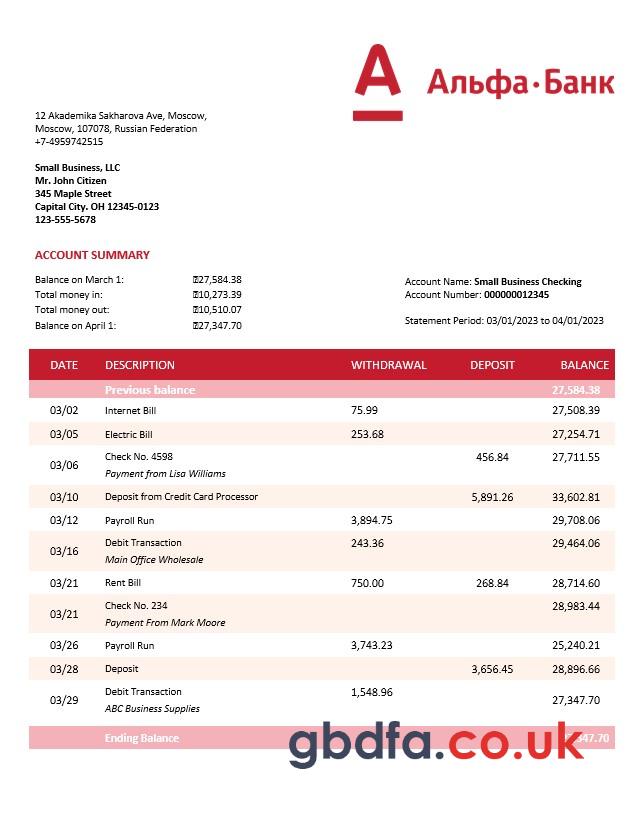 Альфа·Банк
12 Akademika Sakharova Ave, Moscow,
Moscow, 107078, Russian Federation
+7-4959742515
Small Business, LLC
Mr. John Citizen
345 Maple Street
Capital City. OH 12345-0123
123-555-5678
ACCOUNT SUMMARY
Balance on March 1: 27,584.38
Total money in: 10,273.39
Total money out: 10,510.07
Balance on April 1: 27,347.70
Account Name: Small Business Checking
Account Number: 000000012345
Statement Period: 03/01/2023 to 04/01/2023
DATE DESCRIPTION WITHDRAWAL DEPOSIT BALANCE
Previous balance 27,584.38
03/02 Internet Bill 75.99 27,508.39
03/05 Electric Bill 253.68 27,254.71
03/06 Check No. 4598 456.84 27,711.55
Payment from Lisa Williams
03/10 Deposit from Credit Card Processor 5,891.26 33,602.81
03/12 Payroll Run 3,894.75 29,708.06
03/16 Debit Transaction 243.36 29,464.06
Main Office Wholesale
03/21 Rent Bill 750.00 268.84 28,714.60
03/21 Check No. 234 28,983.44
Payment From Mark Moore
03/26 Payroll Run 3,743.23 25,240.21
03/28 Deposit 3,656.45 28,896.66
03/29 Debit Transaction 1,548.96 27,347.70
ABC Business Supplies
Ending Balance
gbdfa.co.uk